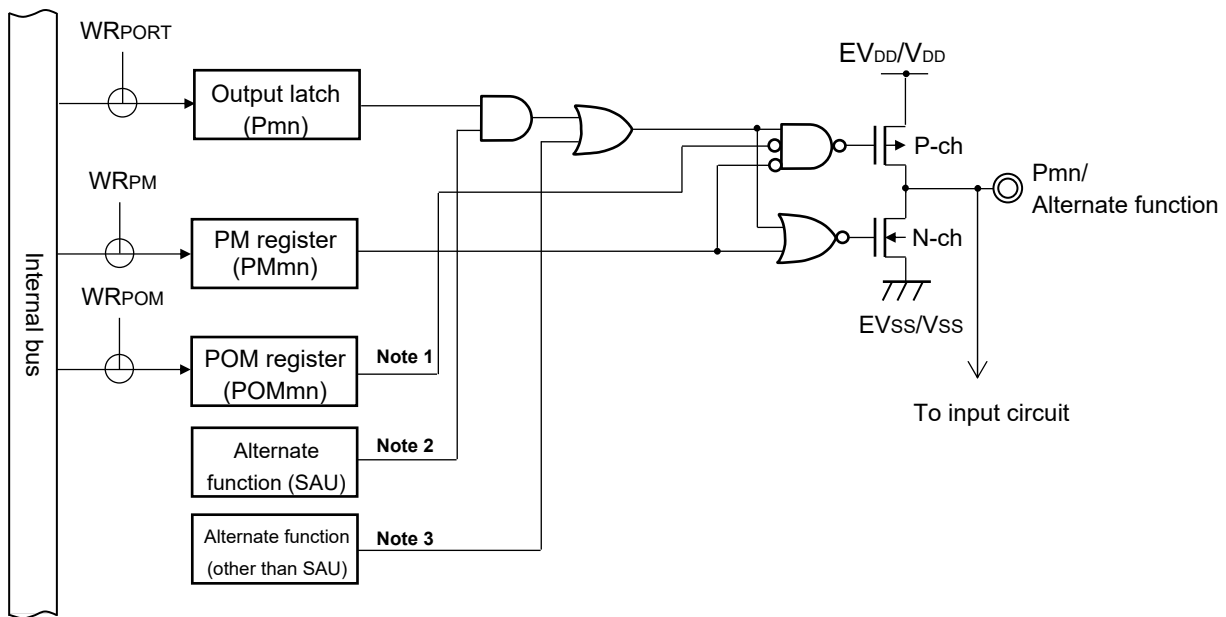 WRPORT
EVDD/VDD
Output latch
(Pmn)
P-ch
WRPM
Pmn/
Alternate function
PM register
(PMmn)
N-ch
Internal bus
WRPOM
EVSS/VSS
POM register
(POMmn)
Note 1
To input circuit
Alternate
function (SAU)
Note 2
Alternate function
(other than SAU)
Note 3